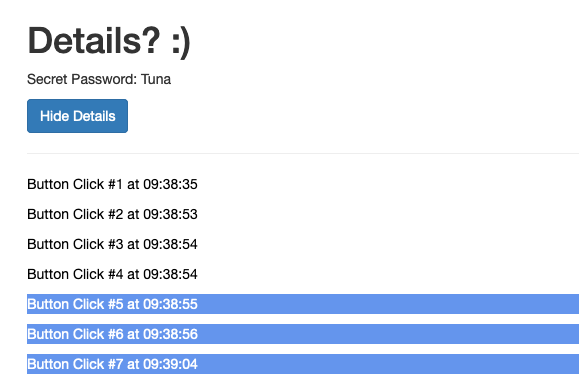 Details? :)
Secret Password: Tuna
Hide Details
Button Click #1 at 09:38:35
Button Click #2 at 09:38:53
Button Click #3 at 09:38:54
Button Click #4 at 09:38:54
Button Click #5 at 09:38:55
Button Click #6 at 09:38:56
Button Click #7 at 09:39:04